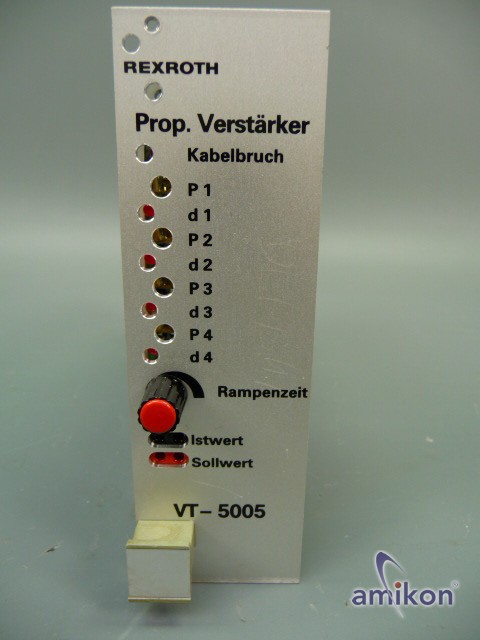 REXROTH
Prop. Verstärker
Kabelbruch
P 1
d 1
P 2
d 2
P 3
d 3
P 4
d 4
Rampenzeit
Istwert
Sollwert
VT – 5005
amikon®